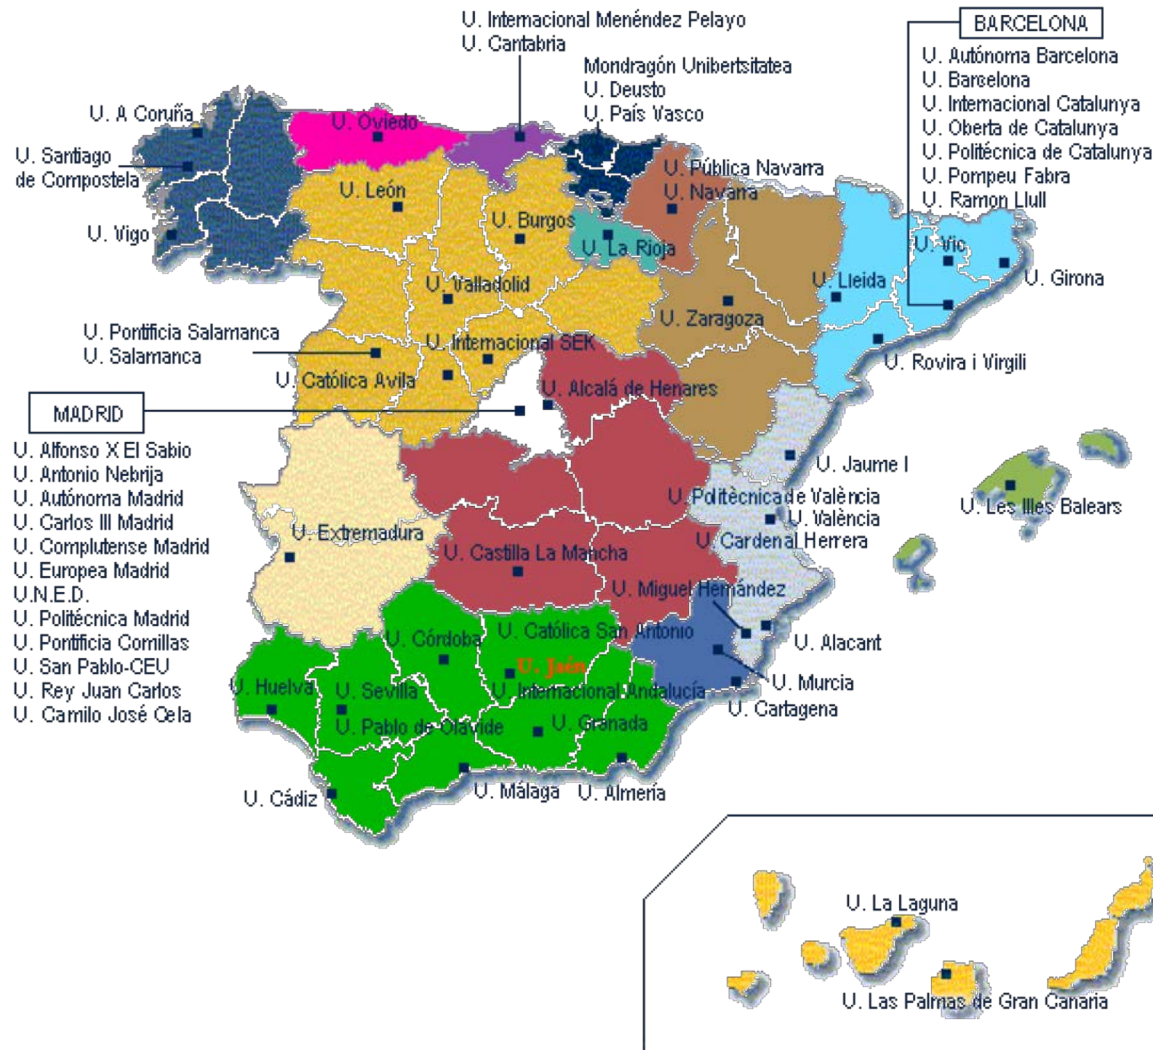 U. Internacional Menéndez Pelayo
U. Cantabria
BARCELONA
U. Autónoma Barcelona
U. Barcelona
U. Internacional Catalunya
U. Oberta de Catalunya
U. Politécnica de Catalunya
U. Pompeu Fabra
U. Ramon Llull
Mondragón Unibertsitatea
U. Deusto
U. País Vasco
U. A Coruña
U. Oviedo
U. Santiago
de Compostela
U. Pública Navarra
U. Navarra
U. León
U. Burgos
U. Vigo
U. La Rioja
U. Vic
U. Girona
U. Lleida
U. Valladolid
U. Zaragoza
U. Pontificia Salamanca
U. Salamanca
U. Internacional SEK
U. Rovira i Virgili
U. Católica Avila
U. Alcalá de Henares
MADRID
U. Alfonso X El Sabio
U. Antonio Nebrija
U. Autónoma Madrid
U. Carlos III Madrid
U. Complutense Madrid
U. Europea Madrid
U.N.E.D.
U. Politécnica Madrid
U. Pontificia Comillas
U. San Pablo-CEU
U. Rey Juan Carlos
U. Camilo José Cela
U. Jaume I
U. Politècnica de València
U. València
U. Cardenal Herrera
U. Les Illes Balears
U. Extremadura
U. Castilla La Mancha
U. Miguel Hernández
U. Católica San Antonio
U. Córdoba
U. Alacant
U. Jaén
U. Huelva
U. Sevilla
U. Internacional Andalucía
U. Murcia
U. Cartagena
U. Pablo de Olavide
U. Granada
U. Cádiz
U. Málaga
U. Almería
U. La Laguna
U. Las Palmas de Gran Canaria